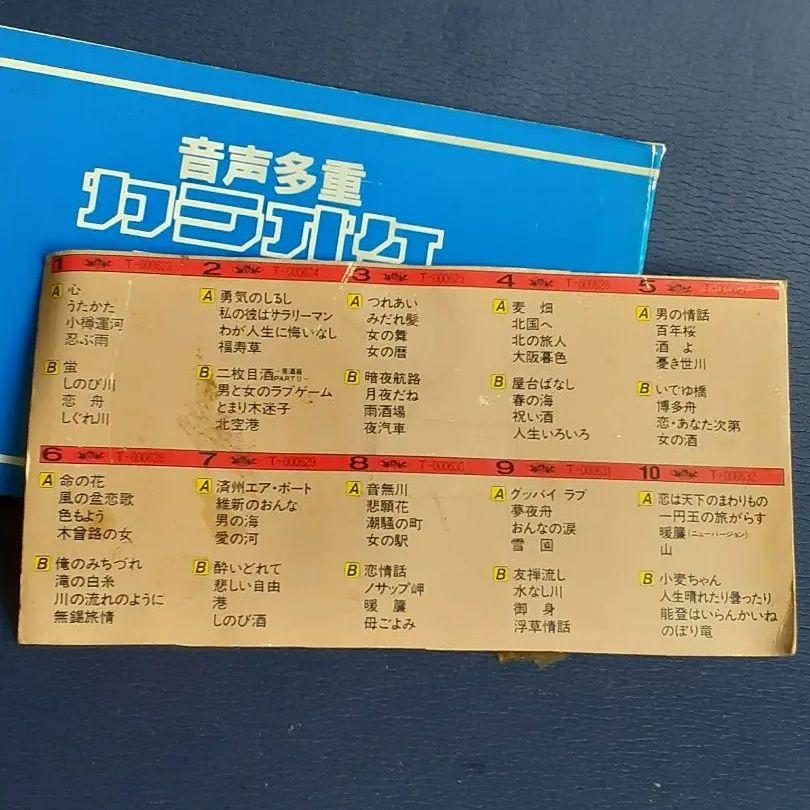 音声多重
カラオケ
1 T-000623
A 心
うたかた
小樽運河
忍ぶ雨
B 蛍
しのび川
恋 舟
しぐれ川
2 T-000624
A 勇気のしるし
私の彼はサラリーマン
わが人生に悔いなし
福寿草
B 二枚目酒 -居酒屋PARTⅡ-
男と女のラブゲーム
とまり木迷子
北空港
3 T-000625
A つれあい
みだれ髪
女の舞
女の暦
B 暗夜航路
月夜だね
雨酒場
夜汽車
4 T-000626
A 麦 畑
北国へ
北の旅人
大阪暮色
B 屋台ばなし
春の海
祝い酒
人生いろいろ
5
A 男の情話
百年桜
酒 よ
憂き世川
B いでゆ橋
博多舟
恋・あなた次第
女の酒
6 T-000628
A 命の花
風の盆恋歌
色もよう
木曽路の女
B 俺のみちづれ
滝の白糸
川の流れのように
無錫旅情
7 T-000629
A 済州エア・ポート
維新のおんな
男の海
愛の河
B 酔いどれて
悲しい自由
港
しのび酒
8 T-000630
A 音無川
悲願花
潮騒の町
女の駅
B 恋情話
ノサップ岬
暖 簾
母ごよみ
9 T-000631
A グッバイ ラブ
夢夜舟
おんなの涙
雪 國
B 友禅流し
水なし川
御 身
浮草情話
10 T-000632
A 恋は天下のまわりもの
一円玉の旅がらす
暖簾(ニューバージョン)
山
B 小麦ちゃん
人生晴れたり曇ったり
能登はいらんかいね
のぼり竜